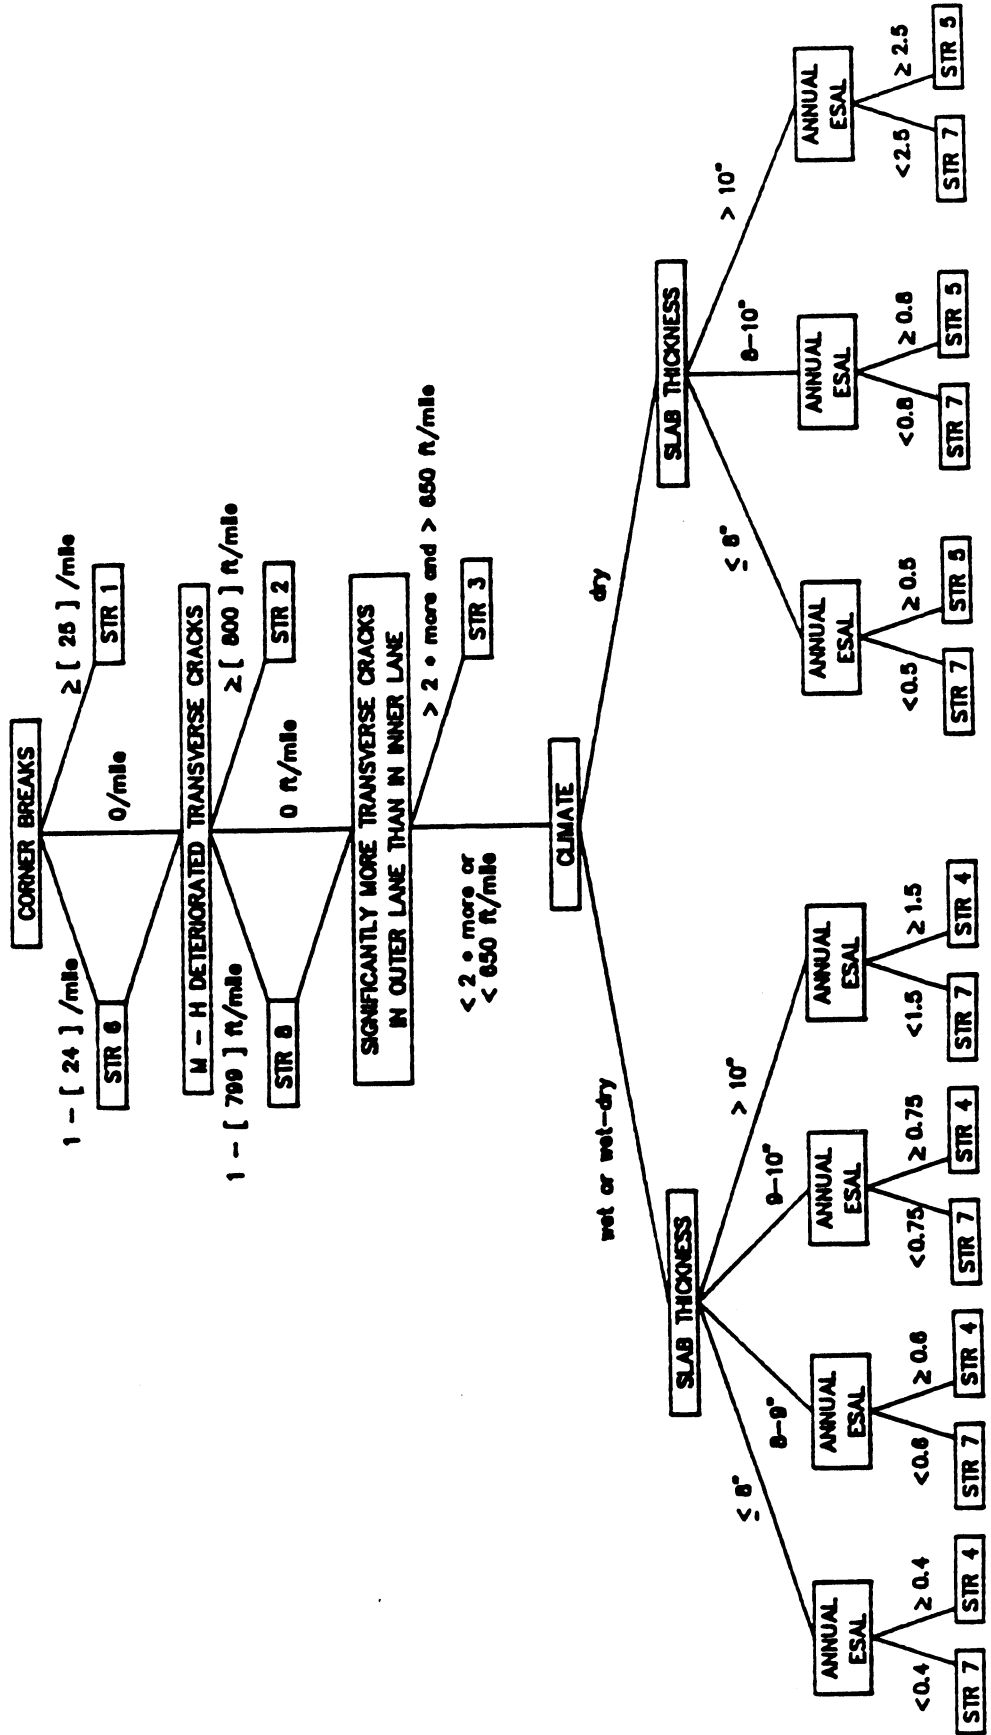 CORNER BREAKS
1 – [ 24 ] /mile
0/mile
≥ [ 25 ] /mile
STR 6
STR 1
M – H DETERIORATED TRANSVERSE CRACKS
1 – [ 799 ] ft/mile
0 ft/mile
≥ [ 800 ] ft/mile
STR 8
STR 2
SIGNIFICANTLY MORE TRANSVERSE CRACKS
IN OUTER LANE THAN IN INNER LANE
< 2 * more or
< 650 ft/mile
> 2 * more and > 650 ft/mile
STR 3
CLIMATE
wet or wet–dry
dry
SLAB THICKNESS
SLAB THICKNESS
≤ 8"
8–9"
9–10"
> 10"
≤ 8"
8–10"
> 10"
ANNUAL
ESAL
ANNUAL
ESAL
ANNUAL
ESAL
ANNUAL
ESAL
ANNUAL
ESAL
ANNUAL
ESAL
ANNUAL
ESAL
<0.4
≥ 0.4
<0.6
≥ 0.6
<0.75
≥ 0.75
<1.5
≥ 1.5
<0.5
≥ 0.5
<0.8
≥ 0.8
<2.5
≥ 2.5
STR 7
STR 4
STR 7
STR 4
STR 7
STR 4
STR 7
STR 4
STR 7
STR 5
STR 7
STR 5
STR 7
STR 5